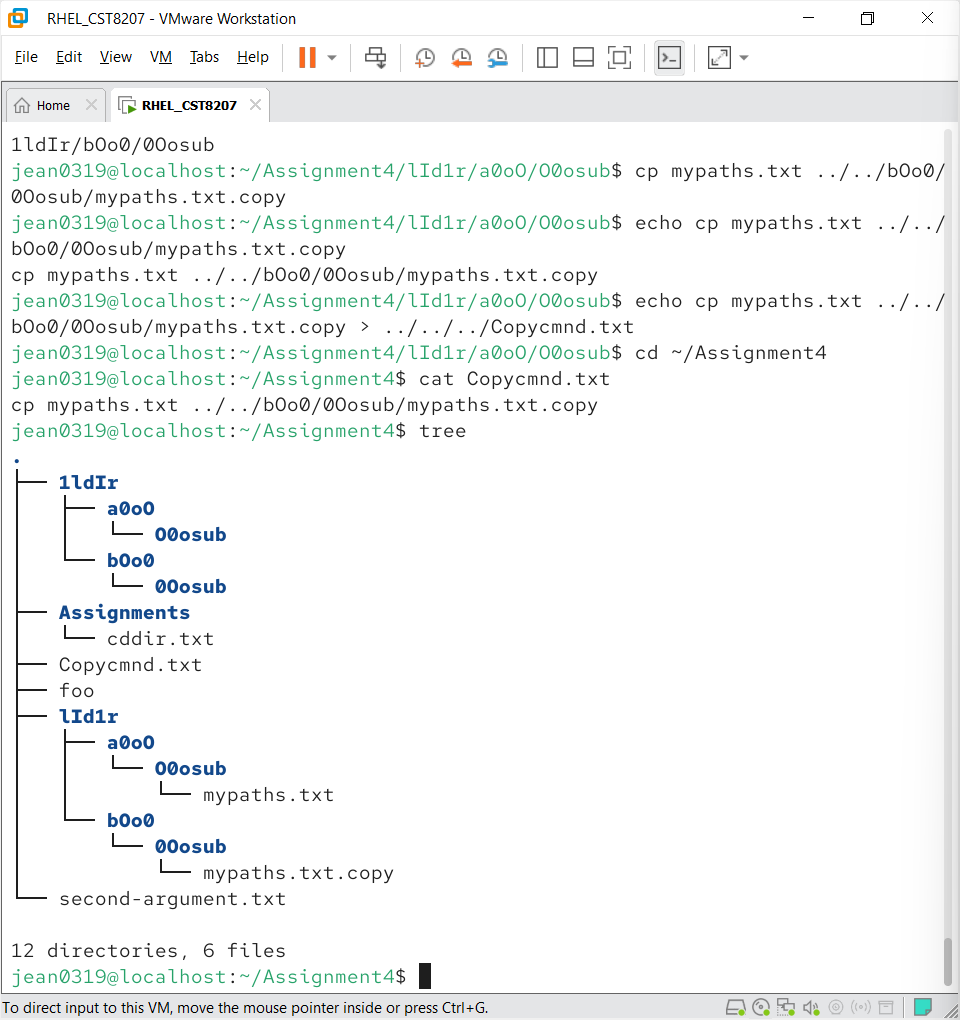 RHEL_CST8207 - VMware Workstation
File Edit View VM Tabs Help
Home RHEL_CST8207
1ldIr/bOo0/0Oosub
jean0319@localhost:~/Assignment4/lId1r/a0oO/O0osub$ cp mypaths.txt ../../bOo0/
0Oosub/mypaths.txt.copy
jean0319@localhost:~/Assignment4/lId1r/a0oO/O0osub$ echo cp mypaths.txt ../../
bOo0/0Oosub/mypaths.txt.copy
cp mypaths.txt ../../bOo0/0Oosub/mypaths.txt.copy
jean0319@localhost:~/Assignment4/lId1r/a0oO/O0osub$ echo cp mypaths.txt ../../
bOo0/0Oosub/mypaths.txt.copy > ../../../Copycmnd.txt
jean0319@localhost:~/Assignment4/lId1r/a0oO/O0osub$ cd ~/Assignment4
jean0319@localhost:~/Assignment4$ cat Copycmnd.txt
cp mypaths.txt ../../bOo0/0Oosub/mypaths.txt.copy
jean0319@localhost:~/Assignment4$ tree
.
├── 1ldIr
│   ├── a0oO
│   │   └── O0osub
│   └── bOo0
│       └── 0Oosub
├── Assignments
│   └── cddir.txt
├── Copycmnd.txt
├── foo
├── lId1r
│   ├── a0oO
│   │   └── O0osub
│   │       └── mypaths.txt
│   └── bOo0
│       └── 0Oosub
│           └── mypaths.txt.copy
└── second-argument.txt
12 directories, 6 files
jean0319@localhost:~/Assignment4$
To direct input to this VM, move the mouse pointer inside or press Ctrl+G.